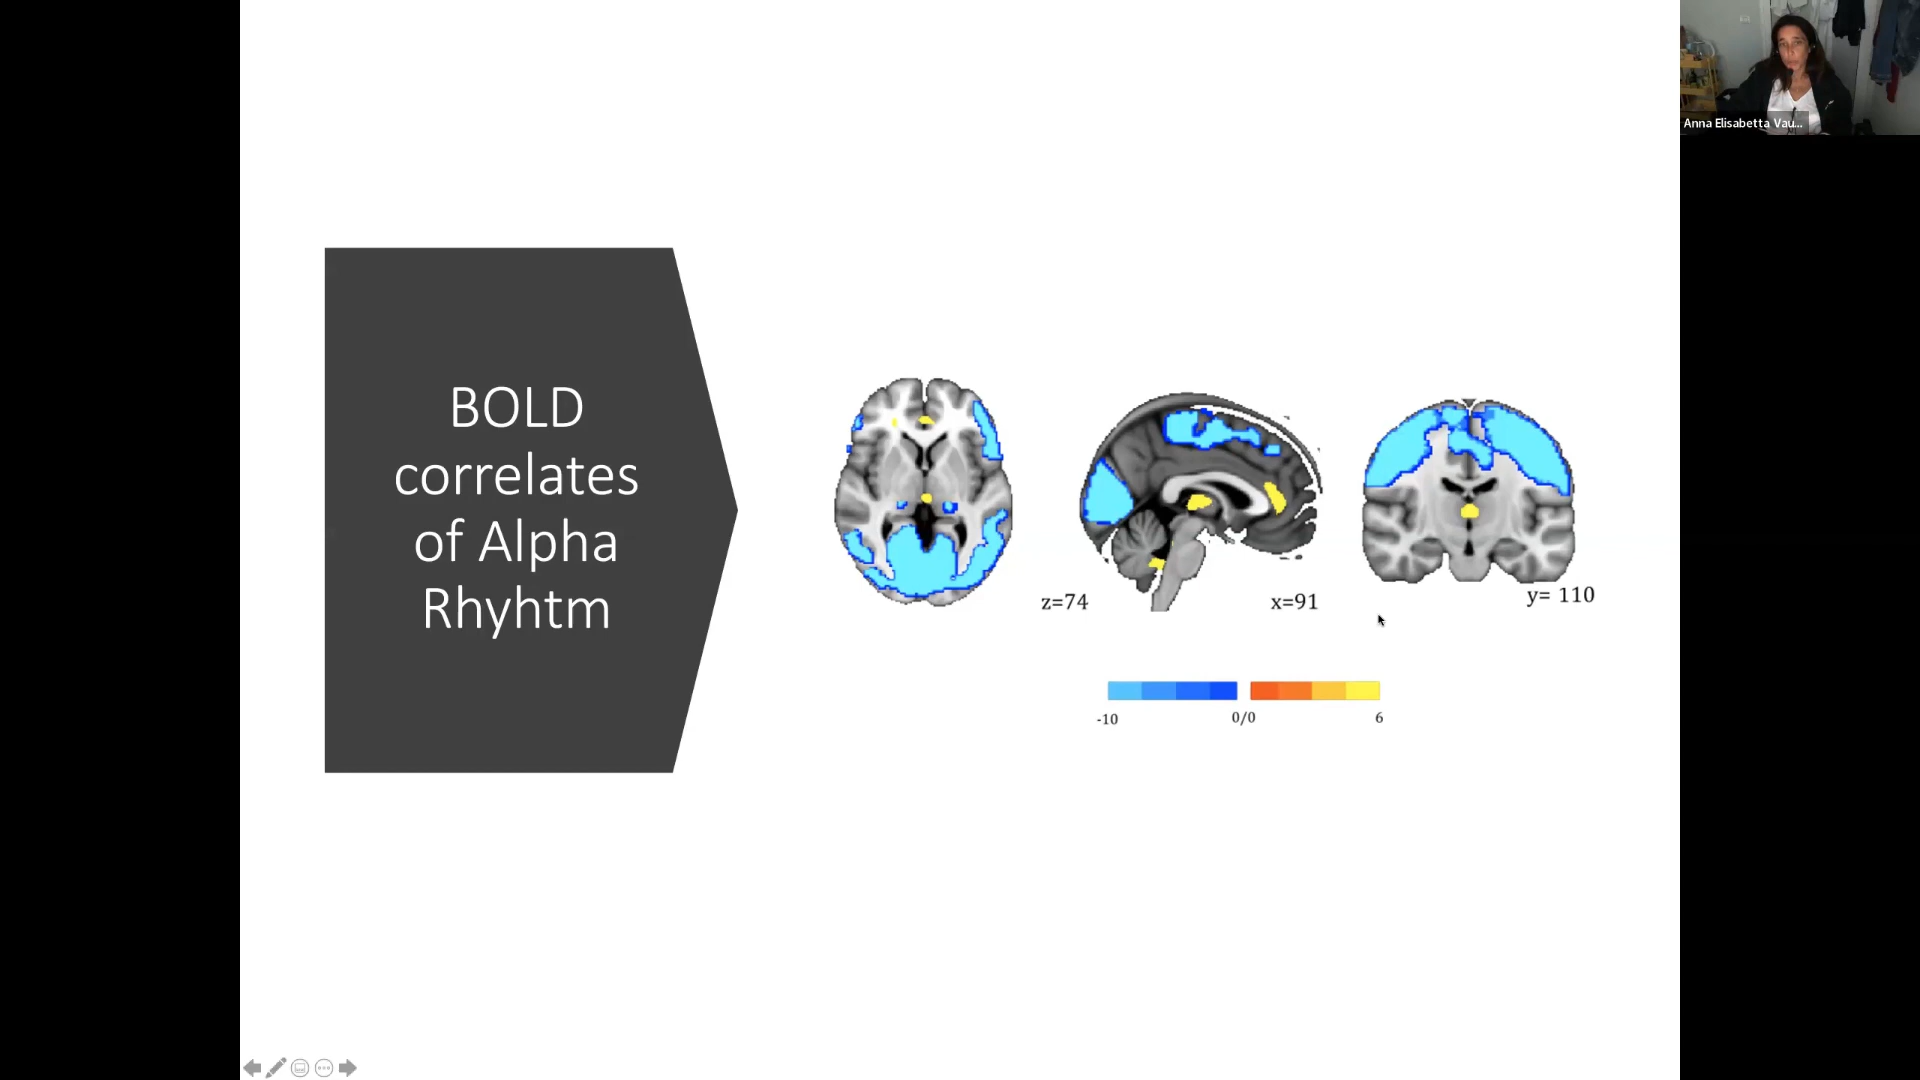 Anna Elisabetta Vau...
BOLD
correlates
of Alpha
Rhyhtm
z=74
x=91
y= 110
-10
0/0
6